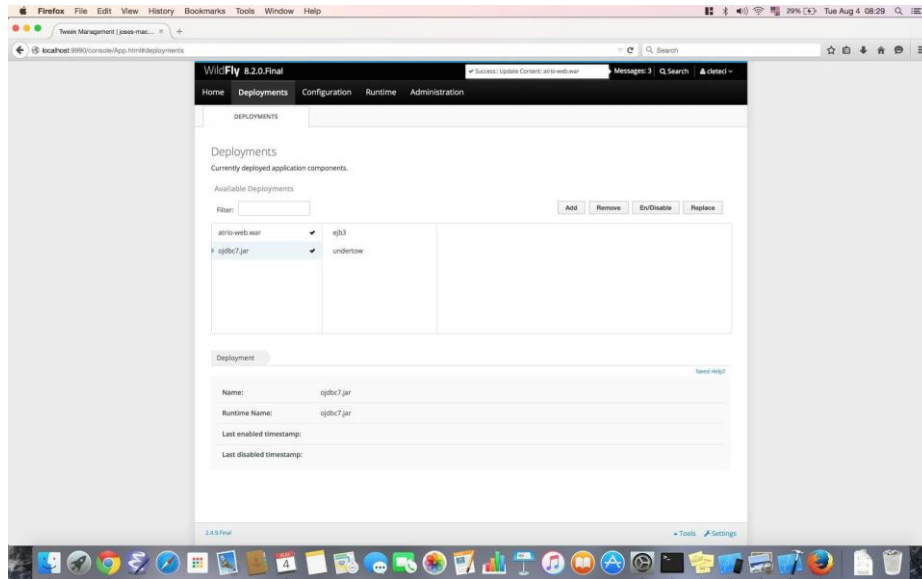 Firefox File Edit View History Bookmarks Tools Window Help
29% Tue Aug 4 08:29
Tweek Management | joses-mac...
localhost:9990/console/App.html#deployments
Search
WildFly 8.2.0.Final
Success: Update Content: atrio-web.war
Messages: 3 Search cleteci
Home Deployments Configuration Runtime Administration
DEPLOYMENTS
Deployments
Currently deployed application components.
Available Deployments
Filter:
Add Remove En/Disable Replace
atrio-web.war ejb3
ojdbc7.jar undertow
Deployment
Need Help?
Name: ojdbc7.jar
Runtime Name: ojdbc7.jar
Last enabled timestamp:
Last disabled timestamp:
2.4.9.Final
Tools Settings
4